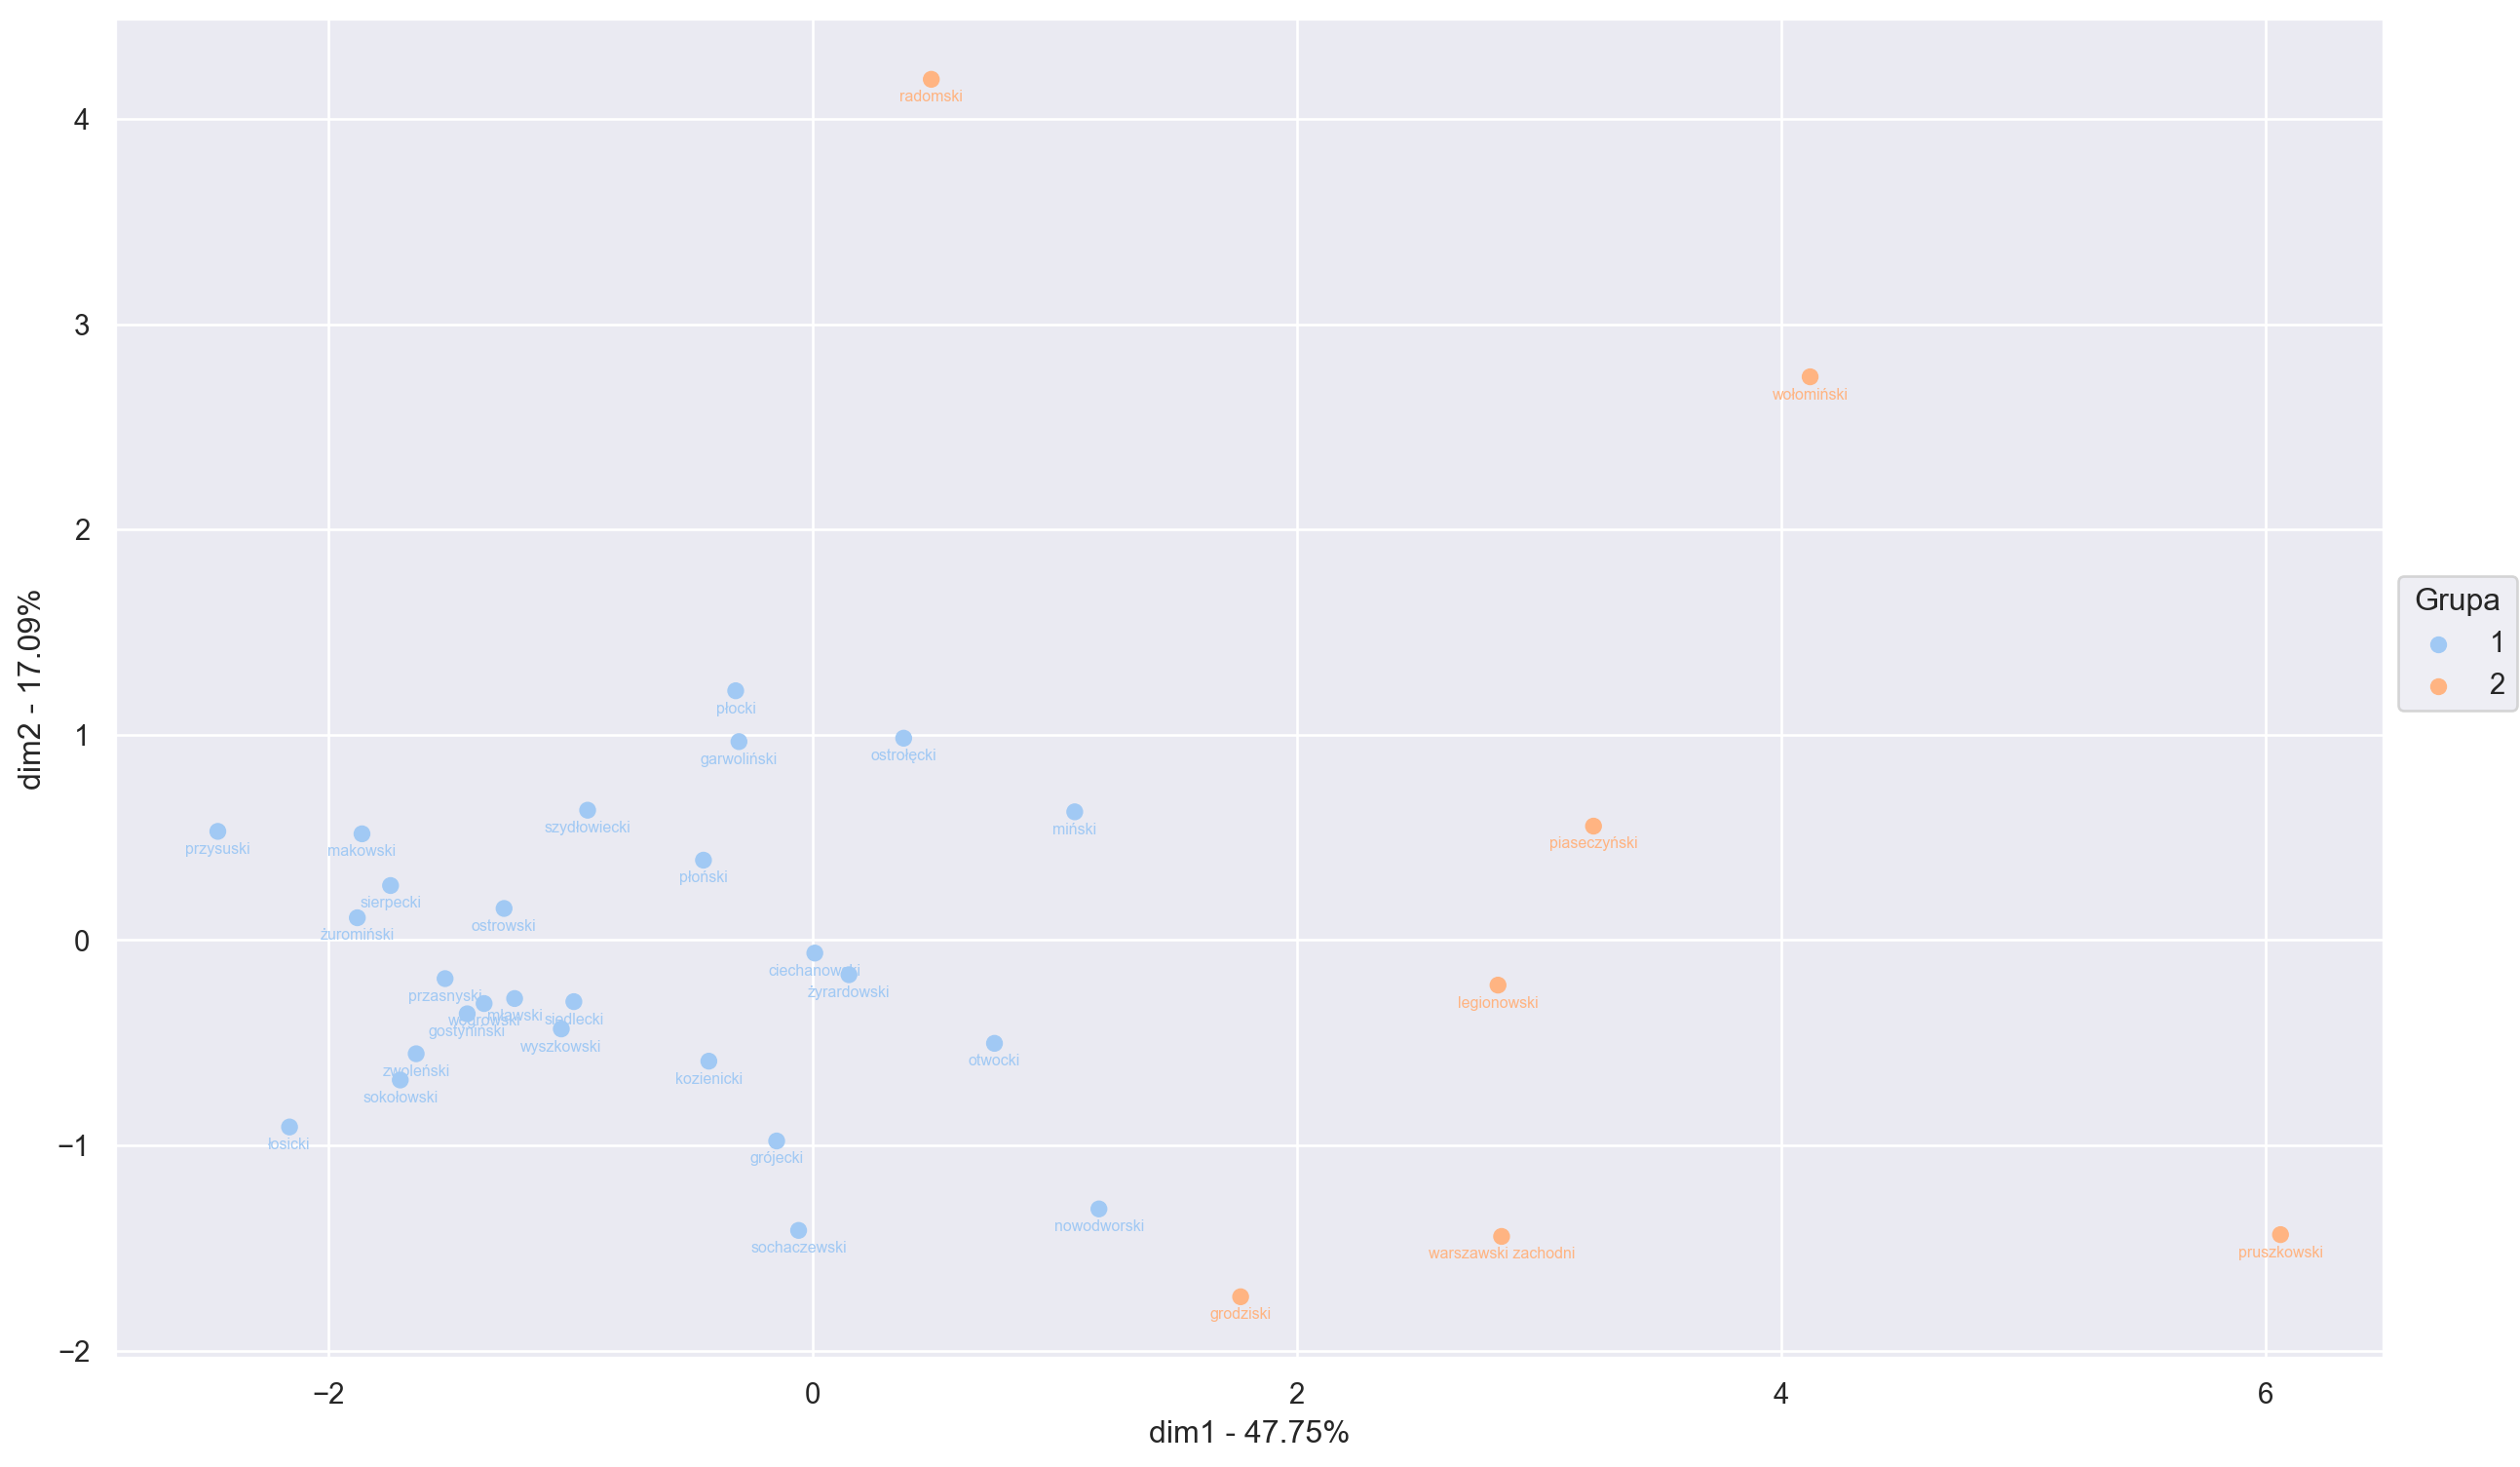 radomski
4
3
wołomiński
2
Grupa
1
2
płocki
1
garwoliński
ostrołęcki
szydłowiecki
miński
przysuski
makowski
piaseczyński
płoński
sierpecki
ostrowski
żuromiński
0
ciechanowski
żyrardowski
przasnyski
legionowski
mławski
siedlecki
węgrowski
gostyniński
wyszkowski
otwocki
zwoleński
kozienicki
sokołowski
łosicki
−1
grójecki
nowodworski
sochaczewski
warszawski zachodni
pruszkowski
grodziski
−2
dim2 - 17.09%
−2
0
2
4
6
dim1 - 47.75%